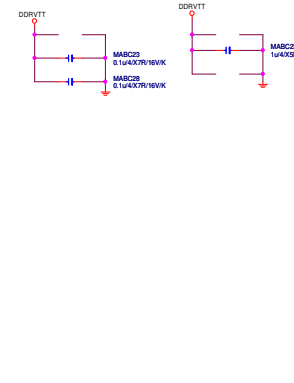 DDRVTT
MABC23
0.1u/4/X7R/16V/K
MABC28
0.1u/4/X7R/16V/K
DDRVTT
MABC2
1u/4/X5